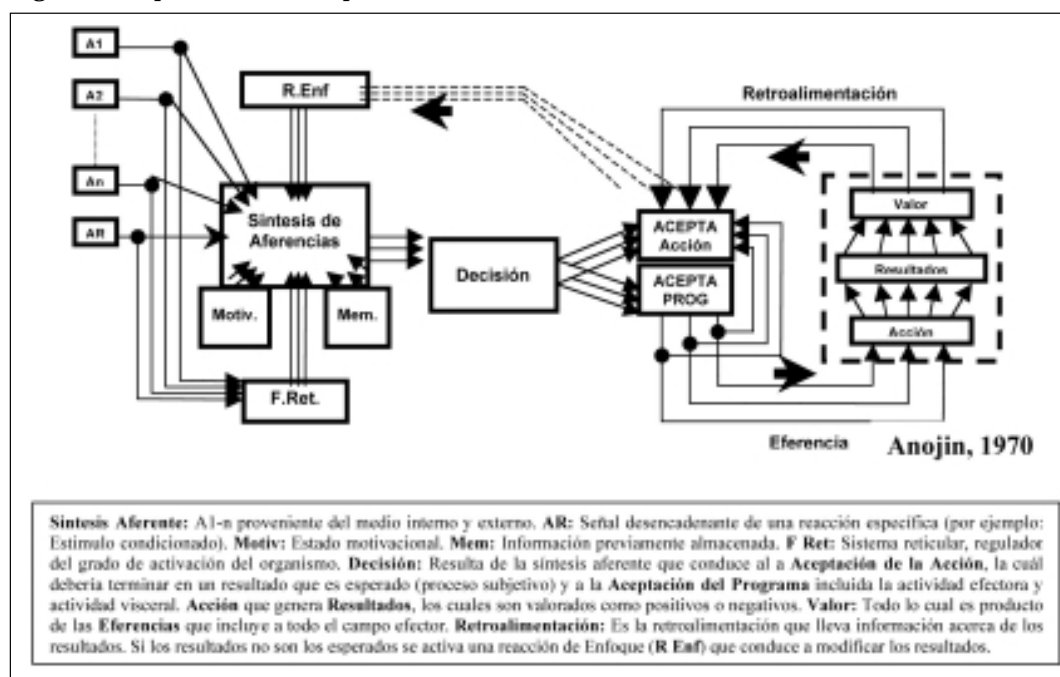 A1
A2
An
AR
R.Enf
Retroalimentación
Síntesis de
Aferencias
Motiv.
Mem.
F.Ret.
Decisión
ACEPTA
Acción
ACEPTA
PROG
Valor
Resultados
Acción
Eferencia
Anojin, 1970
Síntesis Aferente: A1-n proveniente del medio interno y externo. AR: Señal desencadenante de una reacción específica (por ejemplo:
Estimulo condicionado). Motiv: Estado motivacional. Mem: Información previamente almacenada. F Ret: Sistema reticular, regulador
del grado de activación del organismo. Decisión: Resulta de la síntesis aferente que conduce al a Aceptación de la Acción, la cuál
debería terminar en un resultado que es esperado (proceso subjetivo) y a la Aceptación del Programa incluida la actividad efectora y
actividad visceral. Acción que genera Resultados, los cuales son valorados como positivos o negativos. Valor: Todo lo cual es producto
de las Eferencias que incluye a todo el campo efector. Retroalimentación: Es la retroalimentación que lleva información acerca de los
resultados. Si los resultados no son los esperados se activa una reacción de Enfoque (R Enf) que conduce a modificar los resultados.